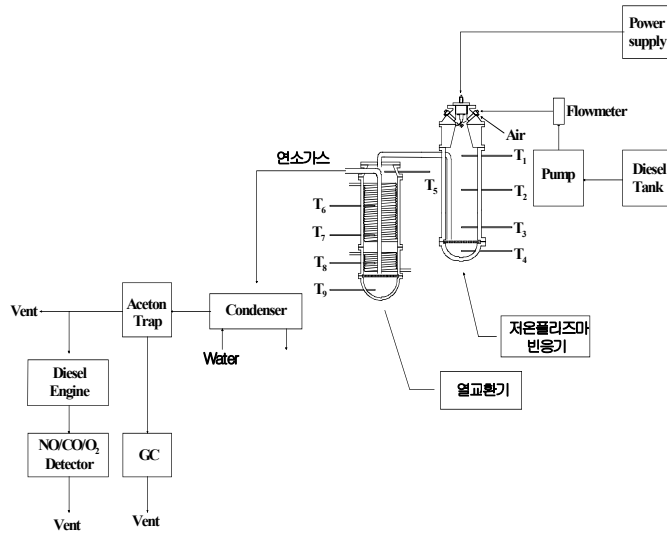 Power
supply
Flowmeter
Air
Pump
Diesel
Tank
T1
T2
T3
T4
T5
연소가스
T6
T7
T8
T9
Condenser
Water
Aceton
Trap
Vent
Diesel
Engine
NO/CO/O2
Detector
GC
Vent
Vent
저온플리즈마
반응기
열교환기